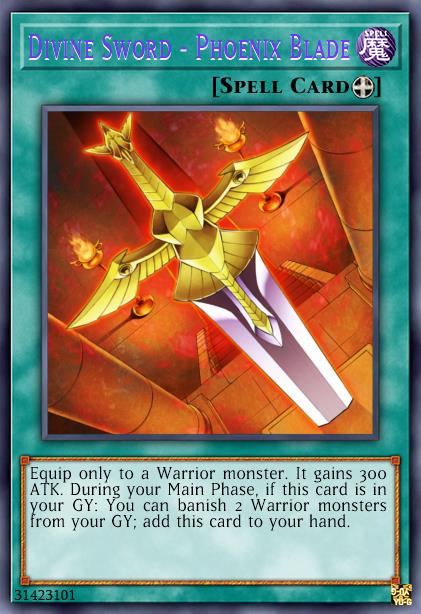 Divine Sword - Phoenix Blade
SPELL
魔
[Spell Card]
Equip only to a Warrior monster. It gains 300
ATK. During your Main Phase, if this card is in
your GY: You can banish 2 Warrior monsters
from your GY; add this card to your hand.
31423101